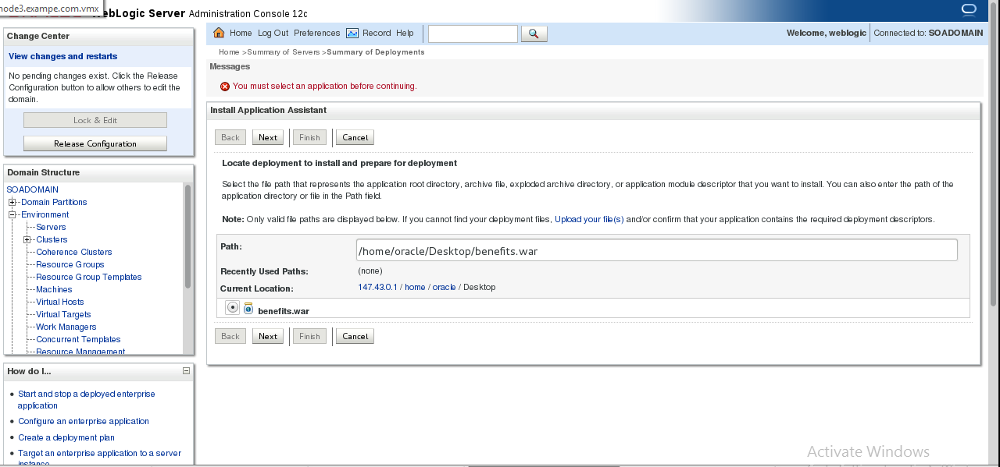 node3.exampe.com.vmx
WebLogic Server Administration Console 12c
Change Center
View changes and restarts
No pending changes exist. Click the Release
Configuration button to allow others to edit the
domain.
Lock & Edit
Release Configuration
Domain Structure
SOADOMAIN
Domain Partitions
Environment
Servers
Clusters
Coherence Clusters
Resource Groups
Resource Group Templates
Machines
Virtual Hosts
Virtual Targets
Work Managers
Concurrent Templates
Resource Management
How do I...
Start and stop a deployed enterprise
application
Configure an enterprise application
Create a deployment plan
Target an enterprise application to a server
instance
Home Log Out Preferences Record Help
Welcome, weblogic Connected to: SOADOMAIN
Home >Summary of Servers >Summary of Deployments
Messages
You must select an application before continuing.
Install Application Assistant
Back Next Finish Cancel
Locate deployment to install and prepare for deployment
Select the file path that represents the application root directory, archive file, exploded archive directory, or application module descriptor that you want to install. You can also enter the path of the
application directory or file in the Path field.
Note: Only valid file paths are displayed below. If you cannot find your deployment files, Upload your file(s) and/or confirm that your application contains the required deployment descriptors.
Path: /home/oracle/Desktop/benefits.war
Recently Used Paths: (none)
Current Location: 147.43.0.1 / home / oracle / Desktop
benefits.war
Back Next Finish Cancel
Activate Windows